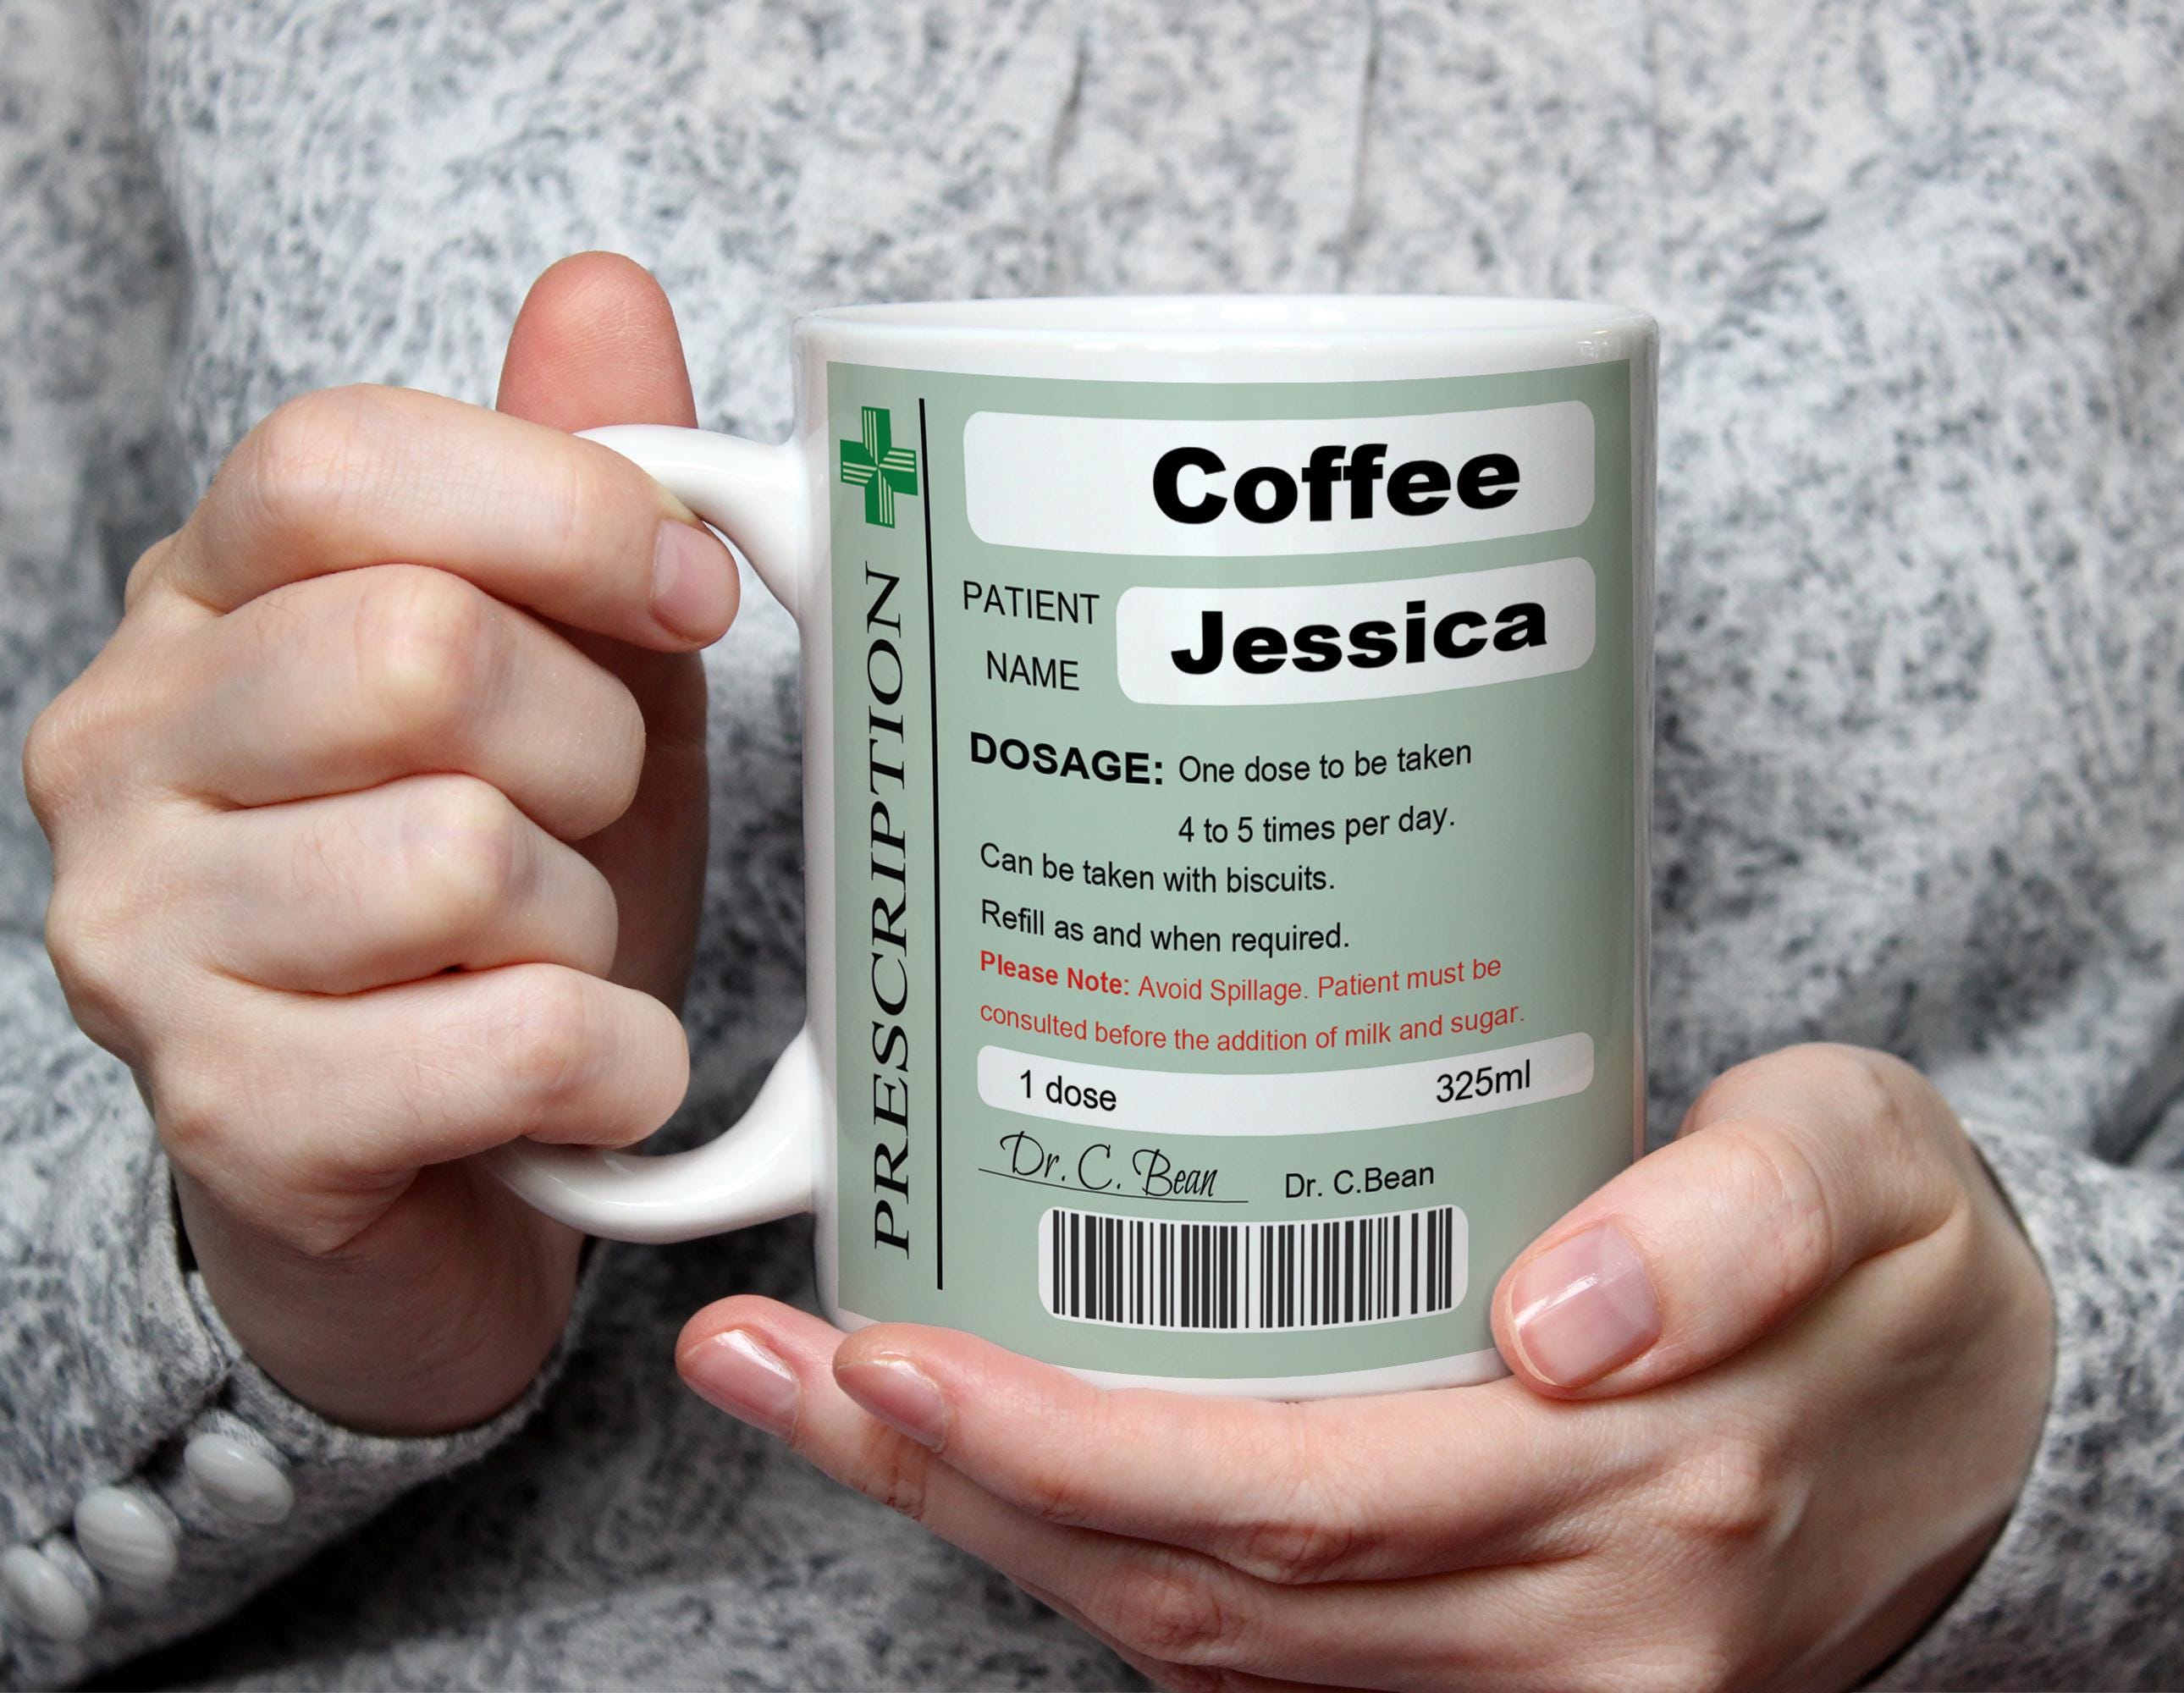 Coffee
PATIENT
NAME
Jessica
DOSAGE: One dose to be taken
4 to 5 times per day.
Can be taken with biscuits.
Refill as and when required.
Please Note: Avoid Spillage. Patient must be
consulted before the addition of milk and sugar.
1 dose 325ml
Dr. C. Bean Dr. C.Bean
PRESCRIPTION